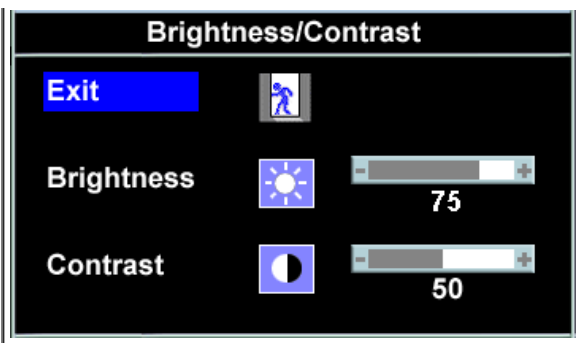 Brightness/Contrast
Exit
Brightness
- +
75
Contrast
- +
50